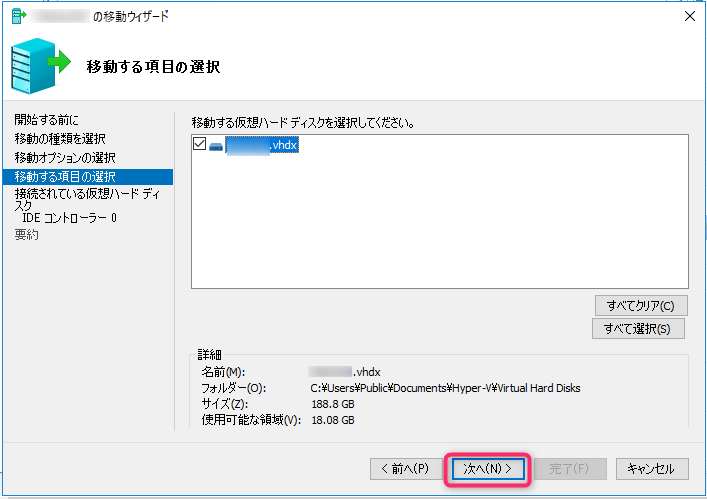 の移動ウィザード
移動する項目の選択
開始する前に
移動の種類を選択
移動オプションの選択
移動する項目の選択
接続されている仮想ハード ディ
スク
IDE コントローラー 0
要約
移動する仮想ハード ディスクを選択してください。
.vhdx
すべてクリア(C)
すべて選択(S)
詳細
名前(M): .vhdx
フォルダー(O): C:¥Users¥Public¥Documents¥Hyper-V¥Virtual Hard Disks
サイズ(Z): 188.8 GB
使用可能な領域(V): 18.08 GB
< 前へ(P) 次へ(N) > 完了(F) キャンセル